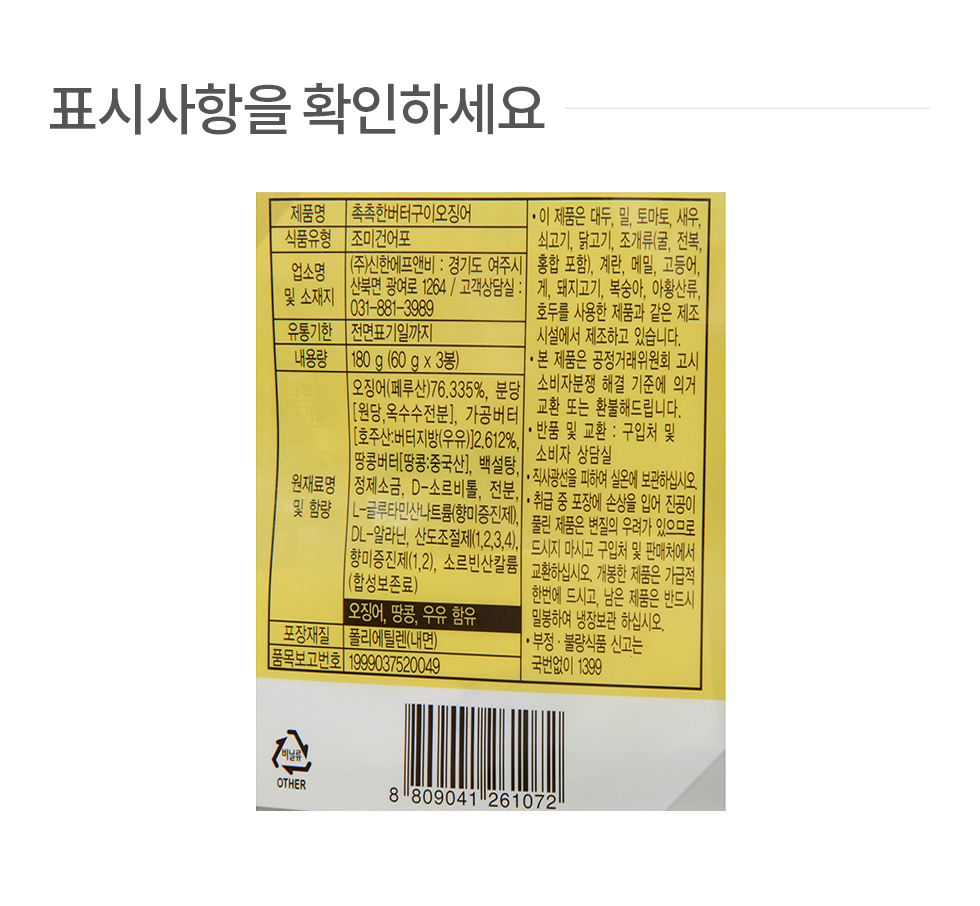 표시사항을 확인하세요
제품명 촉촉한버터구이오징어
식품유형 조미건어포
업소명 및 소재지
(주)신한에프앤비 : 경기도 여주시
산북면 광여로 1264 / 고객상담실 :
031-881-3989
유통기한 전면표기일까지
내용량 180 g (60 g x 3봉)
원재료명 및 함량
오징어(페루산)76.335%, 분당
[원당,옥수수전분], 가공버터
[호주산:버터지방(우유)]2.612%,
땅콩버터[땅콩:중국산], 백설탕,
정제소금, D-소르비톨, 전분,
L-글루타민산나트륨(향미증진제),
DL-알라닌, 산도조절제(1,2,3,4),
향미증진제(1,2), 소르빈산칼륨
(합성보존료)
오징어, 땅콩, 우유 함유
포장재질 폴리에틸렌(내면)
품목보고번호 1999037520049
• 이 제품은 대두, 밀, 토마토, 새우,
쇠고기, 닭고기, 조개류(굴, 전복,
홍합 포함), 계란, 메밀, 고등어,
게, 돼지고기, 복숭아, 아황산류,
호두를 사용한 제품과 같은 제조
시설에서 제조하고 있습니다.
• 본 제품은 공정거래위원회 고시
소비자분쟁 해결 기준에 의거
교환 또는 환불해드립니다.
• 반품 및 교환 : 구입처 및
소비자 상담실
• 직사광선을 피하여 실온에 보관하십시오.
• 취급 중 포장에 손상을 입어 진공이
풀린 제품은 변질의 우려가 있으므로
드시지 마시고 구입처 및 판매처에서
교환하십시오. 개봉한 제품은 가급적
한번에 드시고, 남은 제품은 반드시
밀봉하여 냉장보관 하십시오.
• 부정 · 불량식품 신고는
국번없이 1399
비닐류
OTHER
8 809041 261072